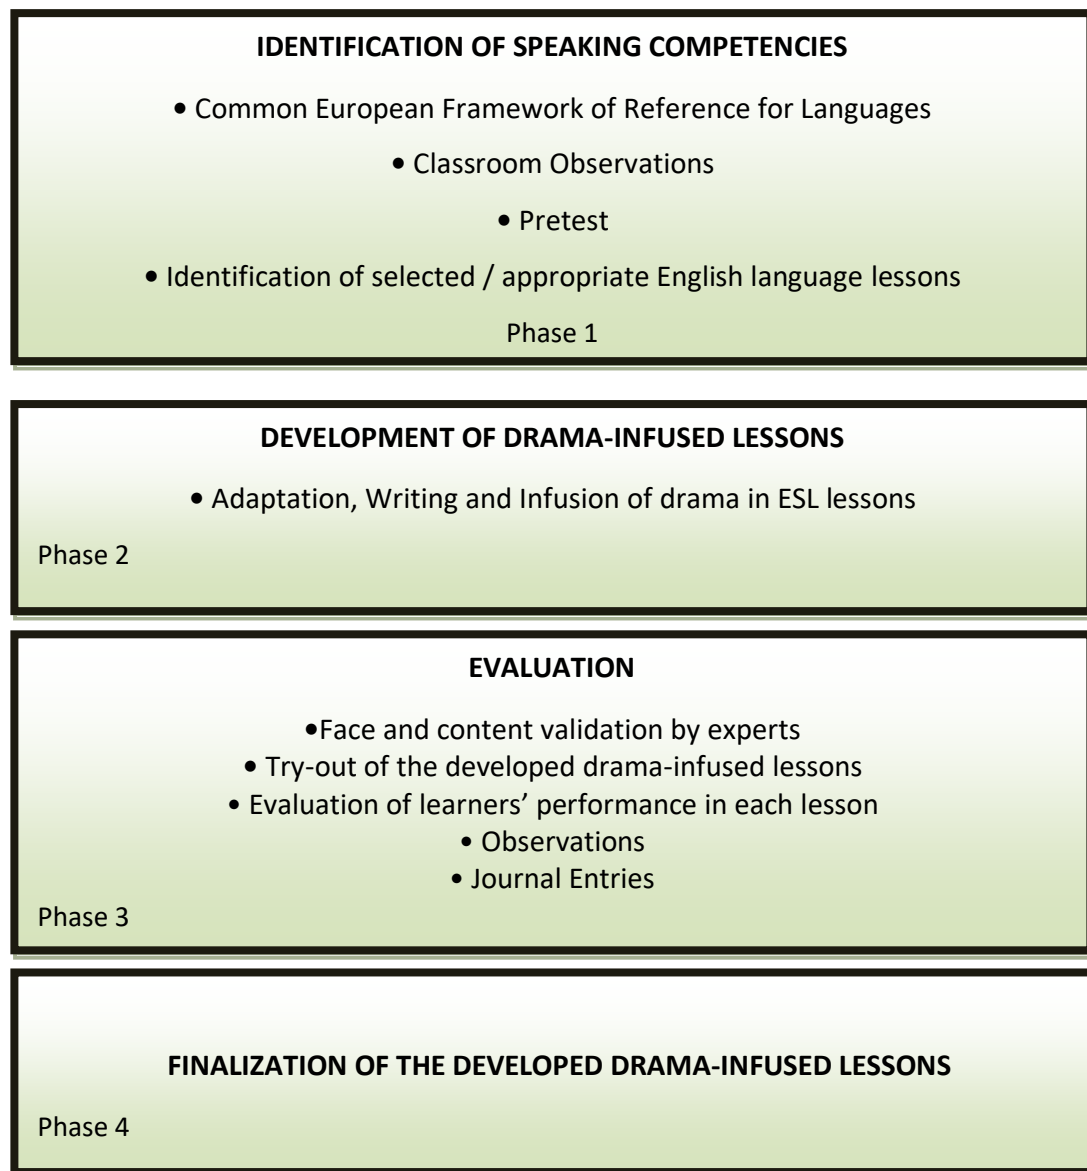 IDENTIFICATION OF SPEAKING COMPETENCIES
• Common European Framework of Reference for Languages
• Classroom Observations
• Pretest
• Identification of selected / appropriate English language lessons
Phase 1
DEVELOPMENT OF DRAMA-INFUSED LESSONS
• Adaptation, Writing and Infusion of drama in ESL lessons
Phase 2
EVALUATION
•Face and content validation by experts
• Try-out of the developed drama-infused lessons
• Evaluation of learners’ performance in each lesson
• Observations
• Journal Entries
Phase 3
FINALIZATION OF THE DEVELOPED DRAMA-INFUSED LESSONS
Phase 4